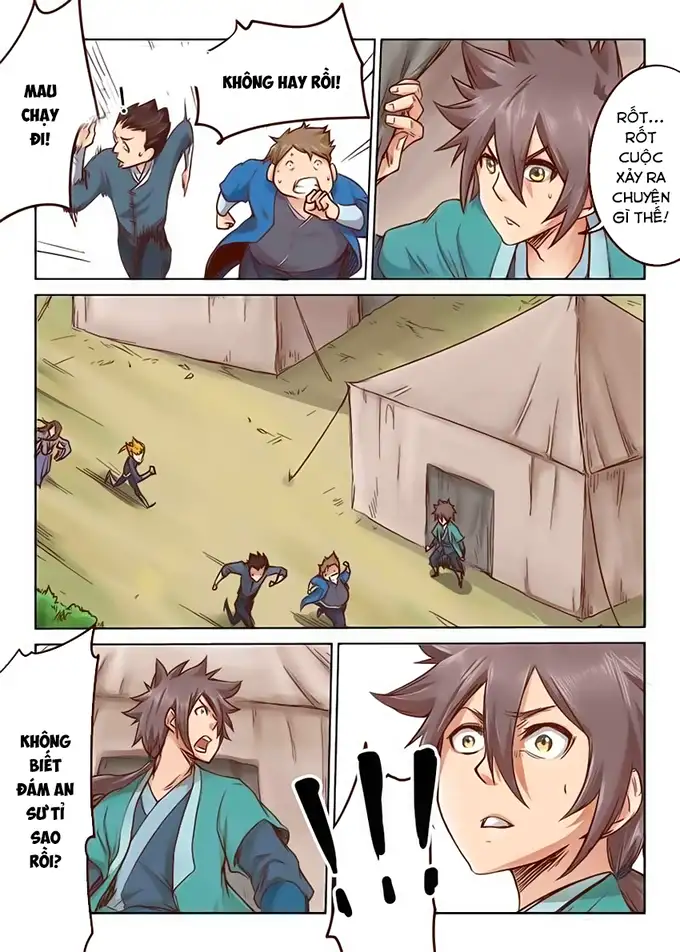 MAU
CHẠY
ĐI!
!
KHÔNG HAY RỒI!
RỐT...
RỐT
CUỘC
XẢY RA
CHUYỆN
GÌ THẾ!
KHÔNG
BIẾT
ĐÁM AN
SƯ TỈ
SAO
RỒI?
!!!